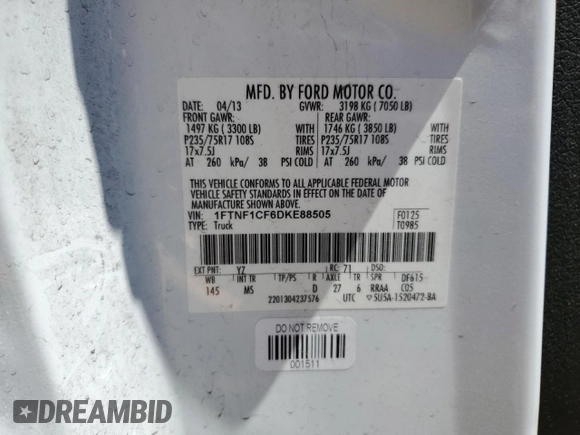 MFD. BY FORD MOTOR CO.
DATE: 04/13 GVWR: 3198 KG ( 7050 LB)
FRONT GAWR: REAR GAWR:
1497 KG ( 3300 LB) WITH 1746 KG ( 3850 LB) WITH
P235/75R17 108S TIRES P235/75R17 108S TIRES
17x7.5J RIMS 17x7.5J RIMS
AT 260 kPa/ 38 PSI COLD AT 260 kPa/ 38 PSI COLD
THIS VEHICLE CONFORMS TO ALL APPLICABLE FEDERAL MOTOR
VEHICLE SAFETY STANDARDS IN EFFECT ON THE DATE OF
MANUFACTURE SHOWN ABOVE.
VIN: 1FTNF1CF6DKE88505 F0125
TYPE: Truck T0985
EXT PNT: YZ RC: 71 DSO:
WB INT TR TP/PS R AXLE TR SPR DF615
145 MS D 27 6 RRAA C05
2201304237576 UTC ▽5U5A-1520472-BA
DO NOT REMOVE
001511
DREAMBID